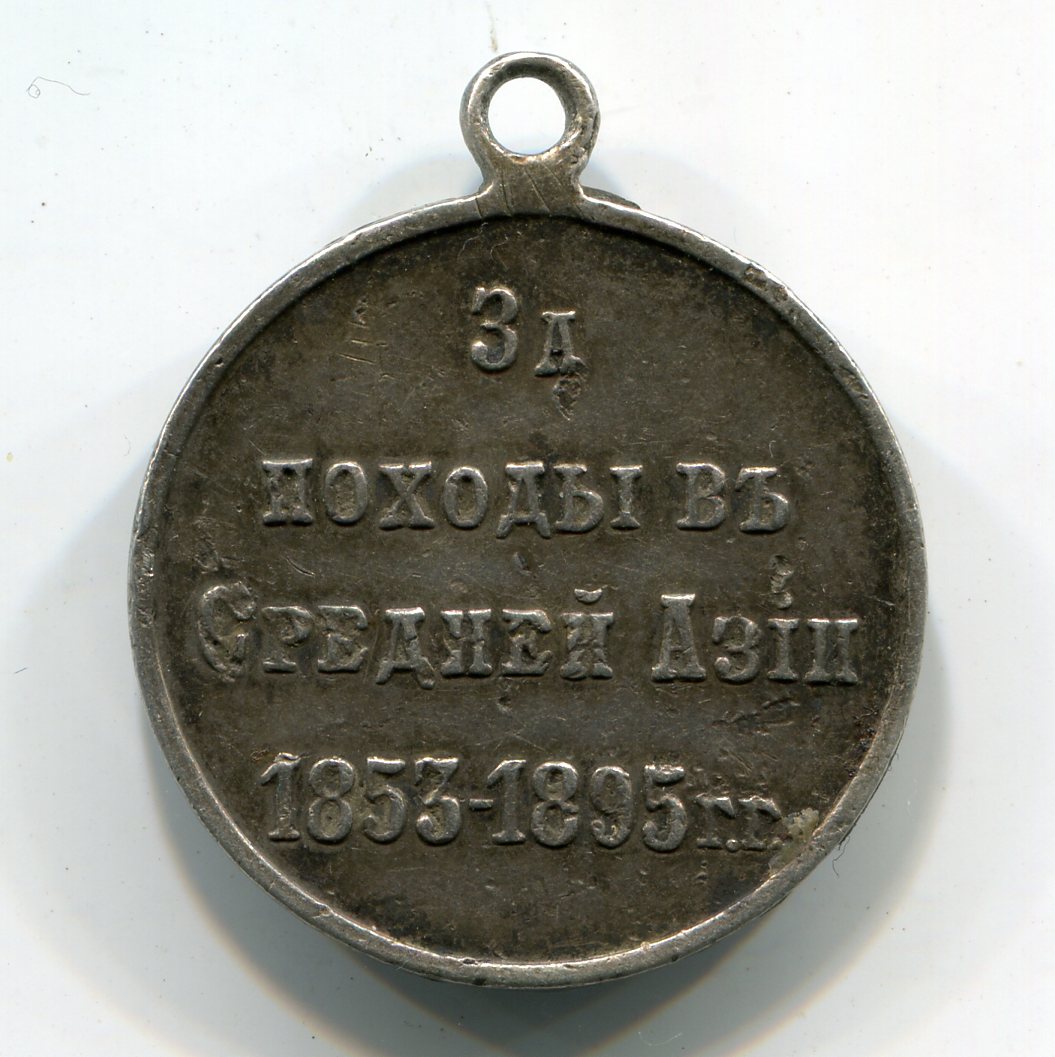 За
походы въ
Средней Азіи
1853-1895 г.г.